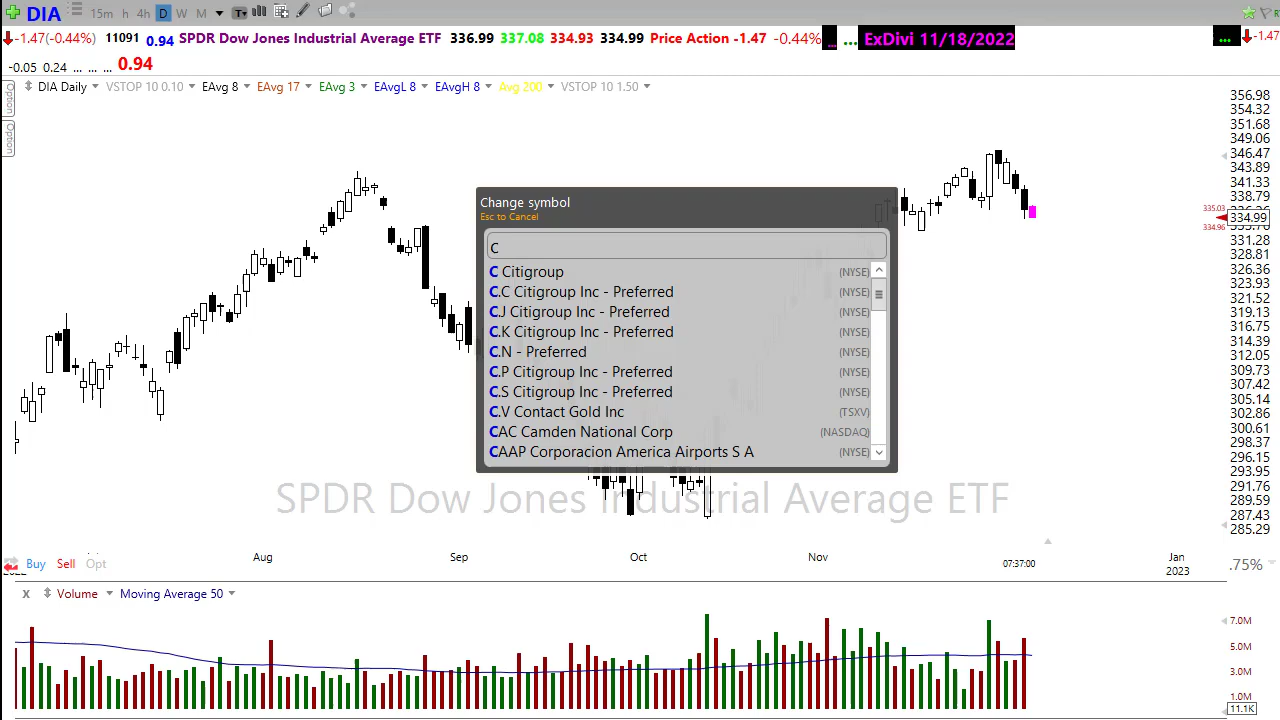 DIA 15m h 4h D W M T
-1.47(-0.44%) 11091 0.94 SPDR Dow Jones Industrial Average ETF 336.99 337.08 334.93 334.99 Price Action -1.47 -0.44% ... ... ExDivi 11/18/2022 ... -1.47
-0.05 0.24 ... ... ... 0.94
DIA Daily VSTOP 10 0.10 EAvg 8 EAvg 17 EAvg 3 EAvgL 8 EAvgH 8 Avg 200 VSTOP 10 1.50
Option
Option
356.98
354.32
351.68
349.06
346.47
343.89
341.33
338.79
335.03
334.99
334.96
331.28
328.81
326.36
323.93
321.52
319.13
316.75
314.39
312.05
309.73
307.42
305.14
302.86
300.61
298.37
296.15
293.95
291.76
289.59
287.43
285.29
Change symbol
Esc to Cancel
C
C Citigroup (NYSE)
C.C Citigroup Inc - Preferred (NYSE)
C.J Citigroup Inc - Preferred (NYSE)
C.K Citigroup Inc - Preferred (NYSE)
C.N - Preferred (NYSE)
C.P Citigroup Inc - Preferred (NYSE)
C.S Citigroup Inc - Preferred (NYSE)
C.V Contact Gold Inc (TSXV)
CAC Camden National Corp (NASDAQ)
CAAP Corporacion America Airports S A (NYSE)
SPDR Dow Jones Industrial Average ETF
Aug Sep Oct Nov Jan
Buy Sell Opt 07:37:00 2023 .75%
x Volume Moving Average 50
7.0M
5.0M
3.0M
1.0M
11.1K